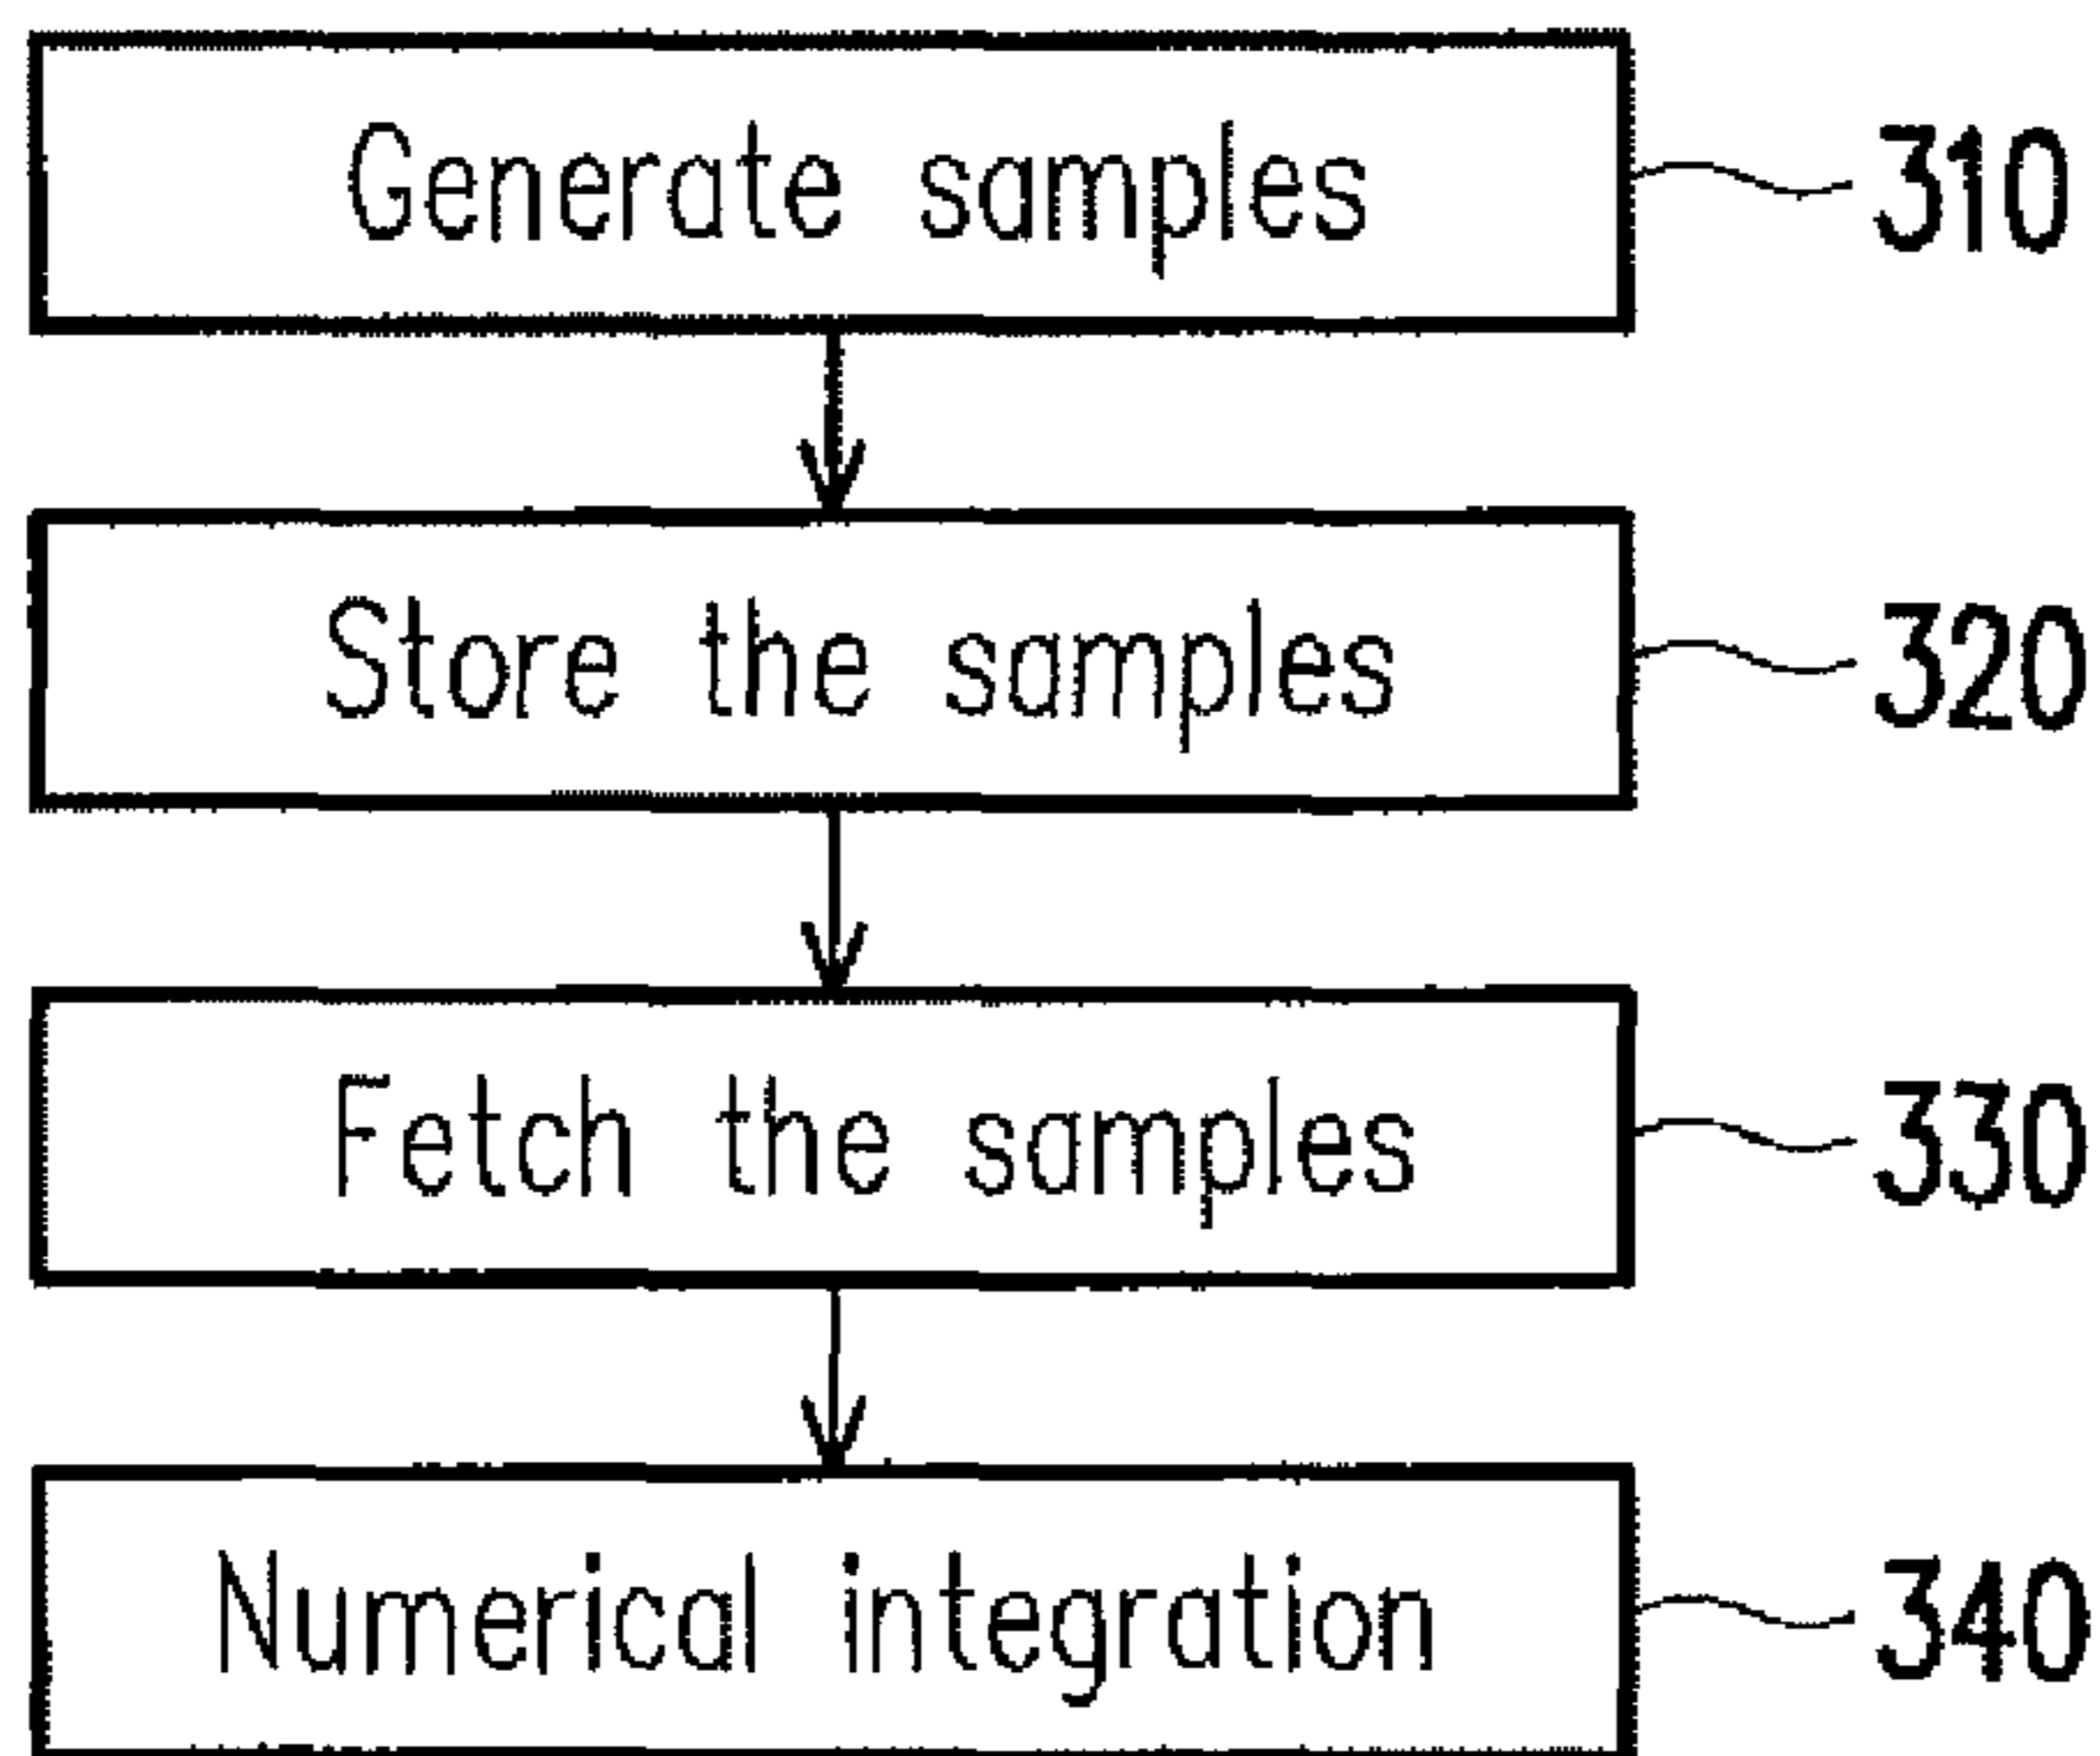 Generate samples 310
Store the samples 320
Fetch the samples 330
Numerical integration 340